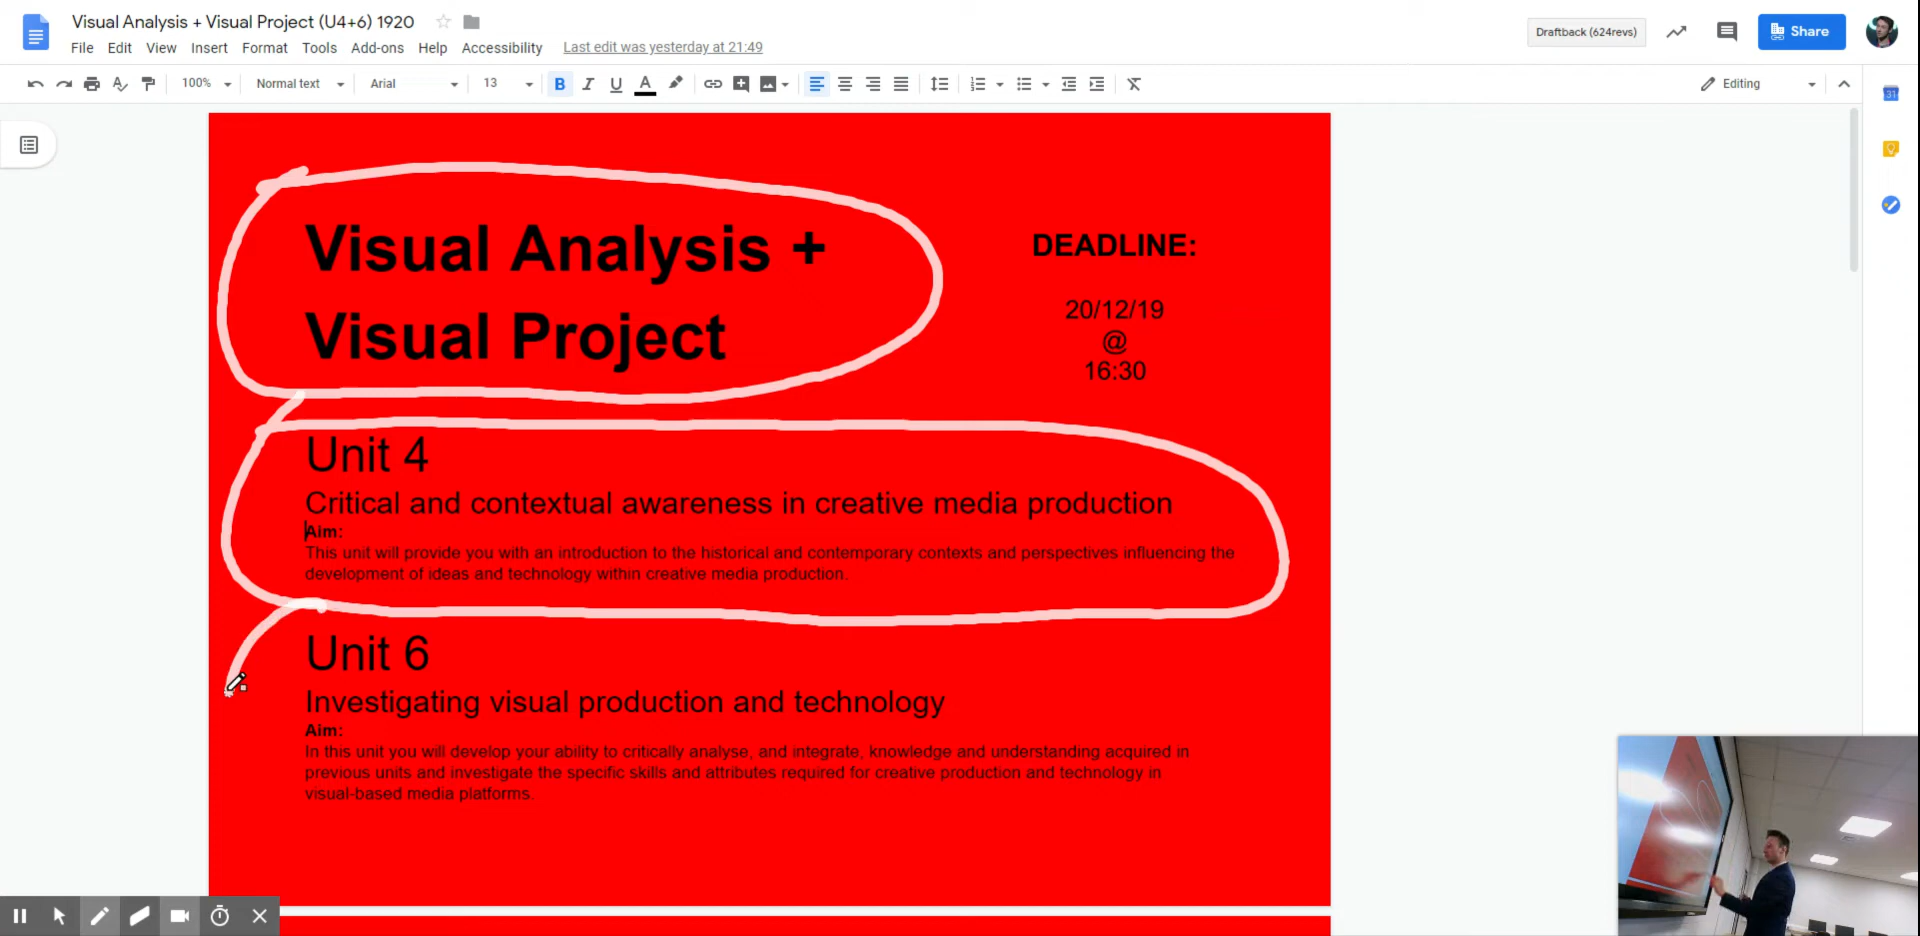 Visual Analysis + Visual Project (U4+6) 1920
File Edit View Insert Format Tools Add-ons Help Accessibility Last edit was yesterday at 21:49
Draftback (624revs)
Share
100% Normal text Arial 13 B I U A Editing
31
Visual Analysis +
Visual Project
DEADLINE:
20/12/19
@
16:30
Unit 4
Critical and contextual awareness in creative media production
Aim:
This unit will provide you with an introduction to the historical and contemporary contexts and perspectives influencing the
development of ideas and technology within creative media production.
Unit 6
Investigating visual production and technology
Aim:
In this unit you will develop your ability to critically analyse, and integrate, knowledge and understanding acquired in
previous units and investigate the specific skills and attributes required for creative production and technology in
visual-based media platforms.